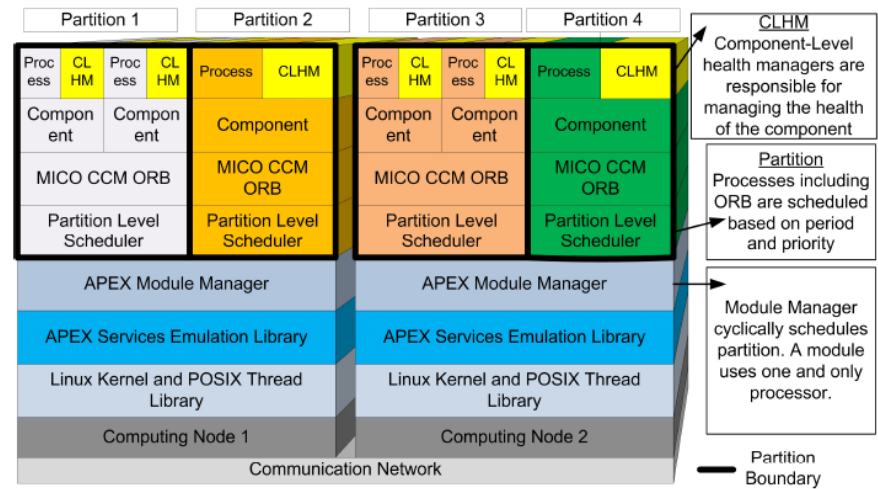 Partition 1
Partition 2
Partition 3
Partition 4
Proc
ess
CL
HM
Proc
ess
CL
HM
Process
CLHM
Proc
ess
CL
HM
Proc
ess
CL
HM
Process
CLHM
Compon
ent
Compon
ent
Component
Compon
ent
Compon
ent
Component
MICO CCM ORB
MICO CCM
ORB
MICO CCM ORB
MICO CCM
ORB
Partition Level
Scheduler
Partition Level
Scheduler
Partition Level
Scheduler
Partition Level
Scheduler
APEX Module Manager
APEX Module Manager
APEX Services Emulation Library
APEX Services Emulation Library
Linux Kernel and POSIX Thread
Library
Linux Kernel and POSIX Thread
Library
Computing Node 1
Computing Node 2
Communication Network
CLHM
Component-Level
health managers are
responsible for
managing the health
of the component
Partition
Processes including
ORB are scheduled
based on period
and priority
Module Manager
cyclically schedules
partition. A module
uses one and only
processor.
Partition
Boundary